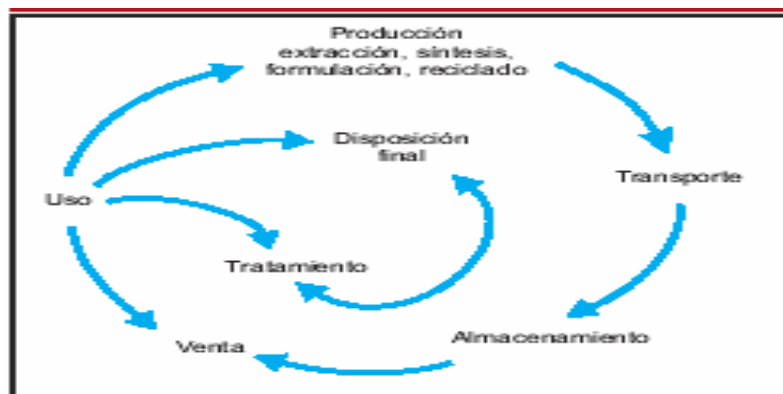 Producción
extracción, síntesis,
formulación, reciclado
Disposición
final
Transporte
Uso
Tratamiento
Almacenamiento
Venta